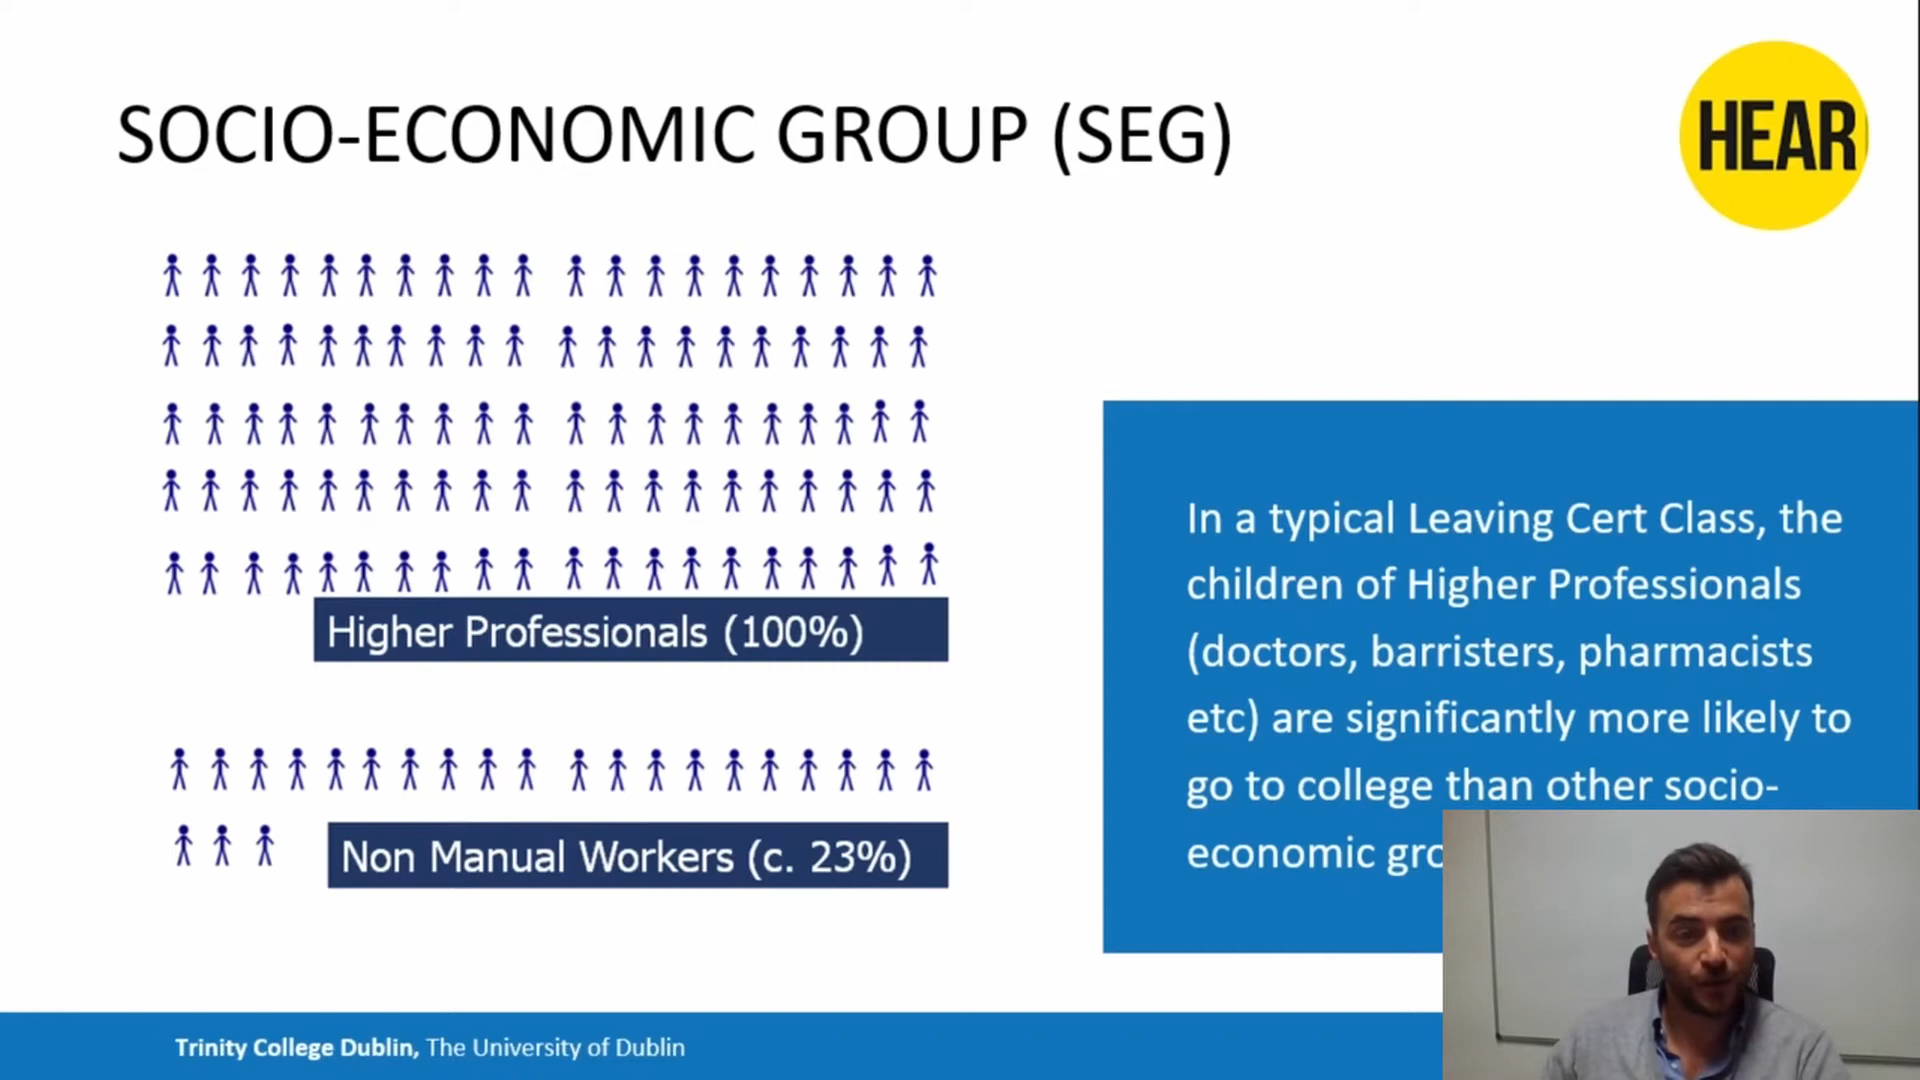 SOCIO-ECONOMIC GROUP (SEG)
HEAR
Higher Professionals (100%)
Non Manual Workers (c. 23%)
In a typical Leaving Cert Class, the
children of Higher Professionals
(doctors, barristers, pharmacists
etc) are significantly more likely to
go to college than other socio-
economic
Trinity College Dublin, The University of Dublin